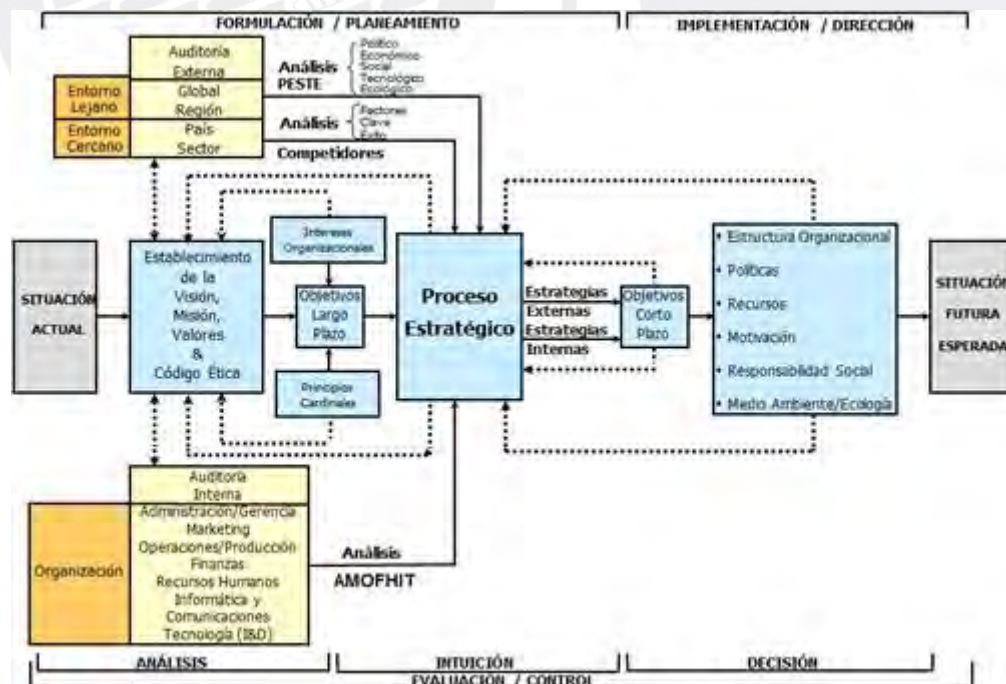 FORMULACIÓN / PLANEAMIENTO
IMPLEMENTACIÓN / DIRECCIÓN
Auditoría
Externa
Entorno
Lejano
Global
Región
Entorno
Cercano
País
Sector
Análisis
PESTE
Político
Económico
Social
Tecnológico
Ecológico
Análisis
Factores
Clave
Éxito
Competidores
SITUACIÓN
ACTUAL
Establecimiento
de la
Visión,
Misión,
Valores
&
Código Ética
Intereses
Organizacionales
Objetivos
Largo
Plazo
Principios
Cardinales
Proceso
Estratégico
Estrategias
Externas
Estrategias
Internas
Objetivos
Corto
Plazo
• Estructura Organizacional
• Políticas
• Recursos
• Motivación
• Responsabilidad Social
• Medio Ambiente/Ecología
SITUACIÓN
FUTURA
ESPERADA
Auditoría
Interna
Organización
Administración/Gerencia
Marketing
Operaciones/Producción
Finanzas
Recursos Humanos
Informática y
Comunicaciones
Tecnología (I&D)
Análisis
AMOFHIT
ANÁLISIS
INTUICIÓN
DECISIÓN
EVALUACIÓN / CONTROL